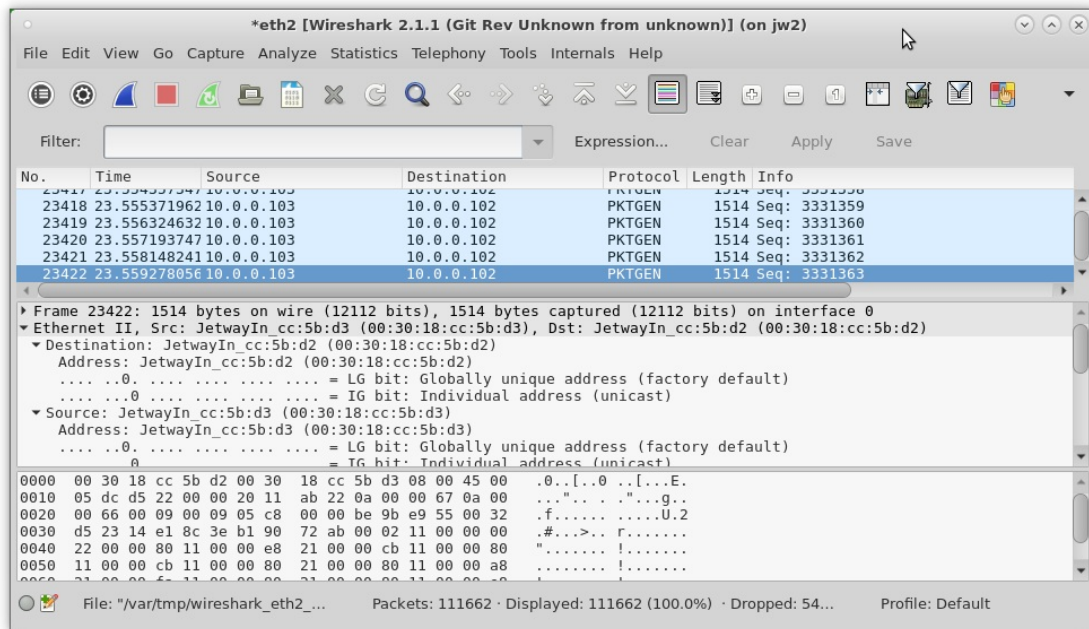 *eth2 [Wireshark 2.1.1 (Git Rev Unknown from unknown)] (on jw2)
File Edit View Go Capture Analyze Statistics Telephony Tools Internals Help
Filter: Expression... Clear Apply Save
No. Time Source Destination Protocol Length Info
23418 23.555371962 10.0.0.103 10.0.0.102 PKTGEN 1514 Seq: 3331359
23419 23.556324632 10.0.0.103 10.0.0.102 PKTGEN 1514 Seq: 3331360
23420 23.557193747 10.0.0.103 10.0.0.102 PKTGEN 1514 Seq: 3331361
23421 23.558148241 10.0.0.103 10.0.0.102 PKTGEN 1514 Seq: 3331362
23422 23.559278056 10.0.0.103 10.0.0.102 PKTGEN 1514 Seq: 3331363
Frame 23422: 1514 bytes on wire (12112 bits), 1514 bytes captured (12112 bits) on interface 0
Ethernet II, Src: JetwayIn_cc:5b:d3 (00:30:18:cc:5b:d3), Dst: JetwayIn_cc:5b:d2 (00:30:18:cc:5b:d2)
Destination: JetwayIn_cc:5b:d2 (00:30:18:cc:5b:d2)
Address: JetwayIn_cc:5b:d2 (00:30:18:cc:5b:d2)
.... ..0. .... .... .... .... = LG bit: Globally unique address (factory default)
.... ...0 .... .... .... .... = IG bit: Individual address (unicast)
Source: JetwayIn_cc:5b:d3 (00:30:18:cc:5b:d3)
Address: JetwayIn_cc:5b:d3 (00:30:18:cc:5b:d3)
.... ..0. .... .... .... .... = LG bit: Globally unique address (factory default)
.... ...0 .... .... .... .... = IG bit: Individual address (unicast)
0000 00 30 18 cc 5b d2 00 30 18 cc 5b d3 08 00 45 00 .0..[..0 ..[...E.
0010 05 dc d5 22 00 00 20 11 ab 22 0a 00 00 67 0a 00 ...".. . ."...g..
0020 00 66 00 09 00 09 05 c8 00 00 be 9b e9 55 00 32 .f...... .....U.2
0030 d5 23 14 e1 8c 3e b1 90 72 ab 00 02 11 00 00 00 .#...>.. r.......
0040 22 00 00 80 11 00 00 e8 21 00 00 cb 11 00 00 80 "....... !.......
0050 11 00 00 cb 11 00 00 80 21 00 00 80 11 00 00 a8 ........ !.......
File: "/var/tmp/wireshark_eth2_... Packets: 111662 · Displayed: 111662 (100.0%) · Dropped: 54... Profile: Default